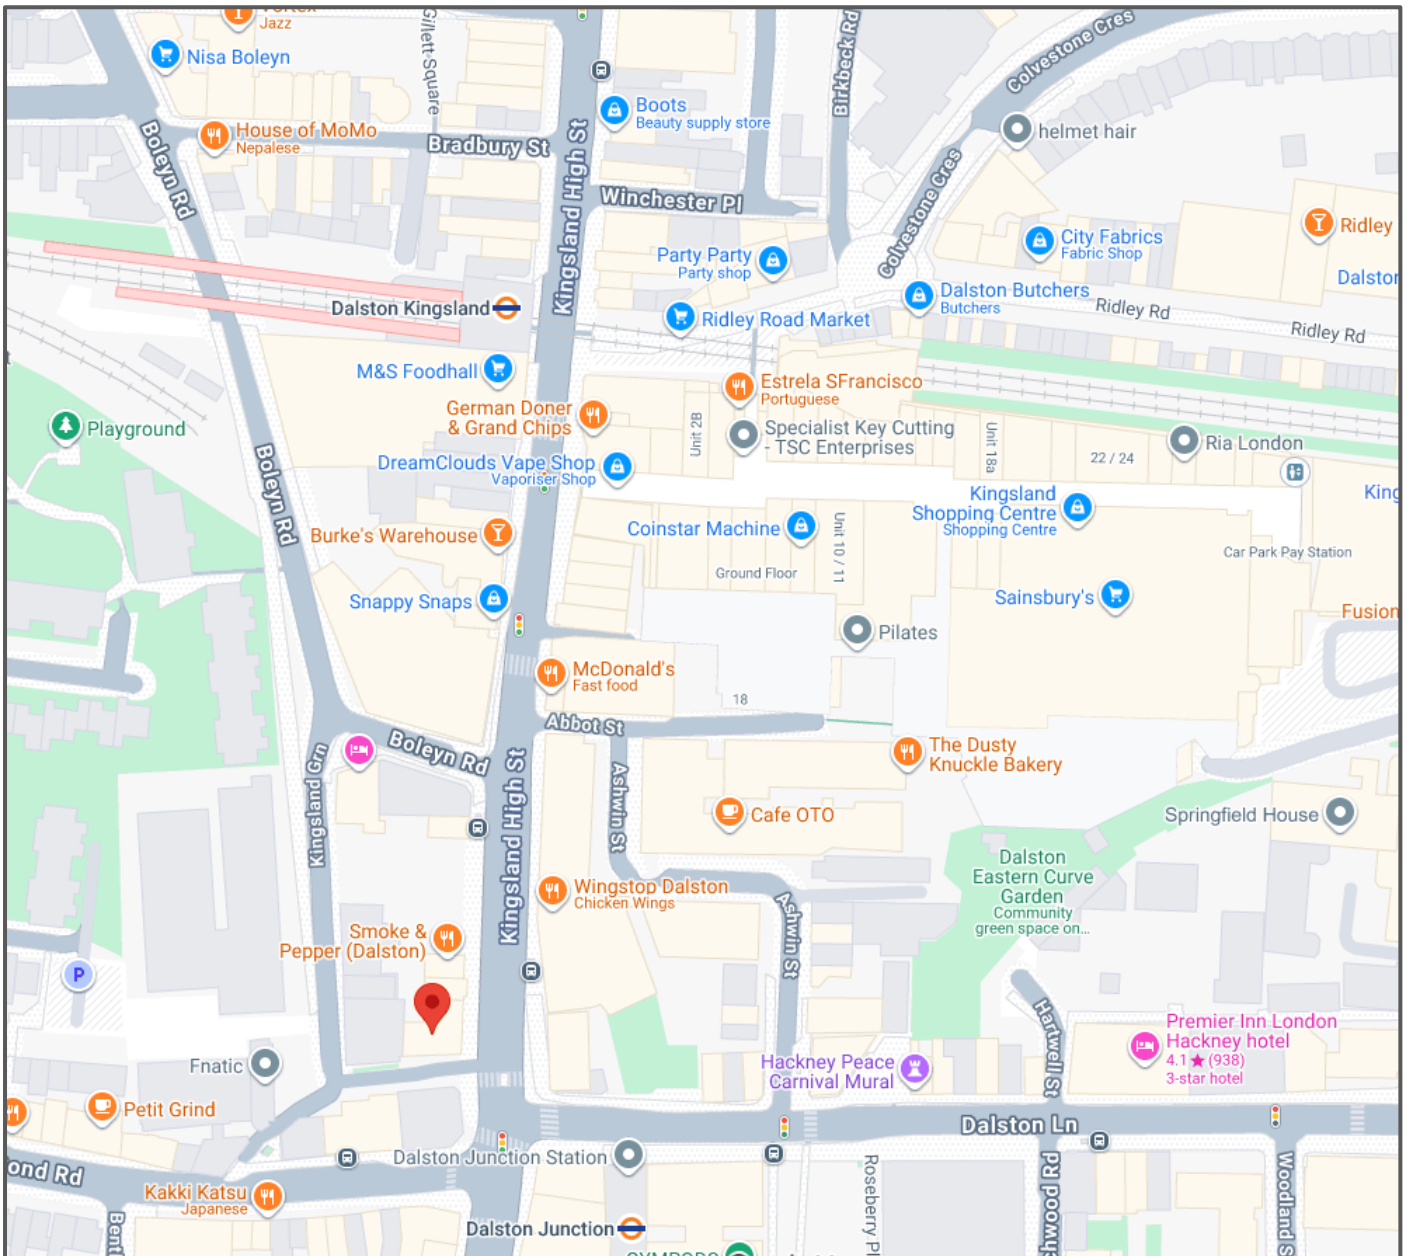 Jazz
Nisa Boleyn
Gillett Square
Birkbeck Rd
Colvestone Cres
Boots
Beauty supply store
helmet hair
House of MoMo
Nepalese
Bradbury St
Boleyn Rd
Kingsland High St
Winchester Pl
Colvestone Cres
Party Party
Party shop
City Fabrics
Fabric Shop
Ridley
Dalston Butchers
Butchers
Ridley Rd
Ridley Rd
Dalston Kingsland
Ridley Road Market
M&S Foodhall
Estrela SFrancisco
Portuguese
German Doner
& Grand Chips
Unit 2B
Specialist Key Cutting
- TSC Enterprises
Unit 18a
22 / 24
Ria London
Playground
Boleyn Rd
DreamClouds Vape Shop
Vaporiser Shop
Kingsland
Shopping Centre
Shopping Centre
Burke's Warehouse
Coinstar Machine
Unit 10 / 11
Ground Floor
Car Park Pay Station
Snappy Snaps
Sainsbury's
Fusion
Pilates
McDonald's
Fast food
18
Abbot St
Boleyn Rd
Kingsland Grn
Kingsland High St
Ashwin St
The Dusty
Knuckle Bakery
Cafe OTO
Springfield House
Dalston
Eastern Curve
Garden
Community
green space on...
Wingstop Dalston
Chicken Wings
Ashwin St
Smoke &
Pepper (Dalston)
P
Hartwell St
Premier Inn London
Hackney hotel
4.1★ (938)
3-star hotel
Fnatic
Hackney Peace
Carnival Mural
Petit Grind
Dalston Ln
Dalston Junction Station
Kakki Katsu
Japanese
Roseberry Pl
Dalston Junction